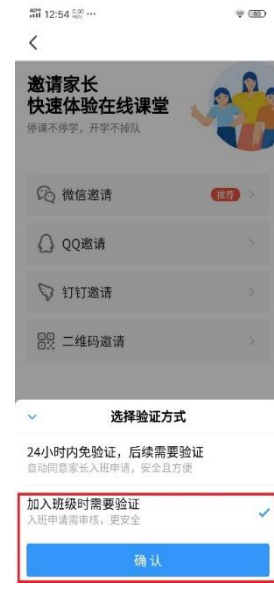 12:54
邀请家长
快速体验在线课堂
停课不停学，开学不掉队
微信邀请 推荐
QQ邀请
钉钉邀请
二维码邀请
选择验证方式
24小时内免验证，后续需要验证
自动同意家长入班申请，安全且方便
加入班级时需要验证
入班申请需审核，更安全
确认